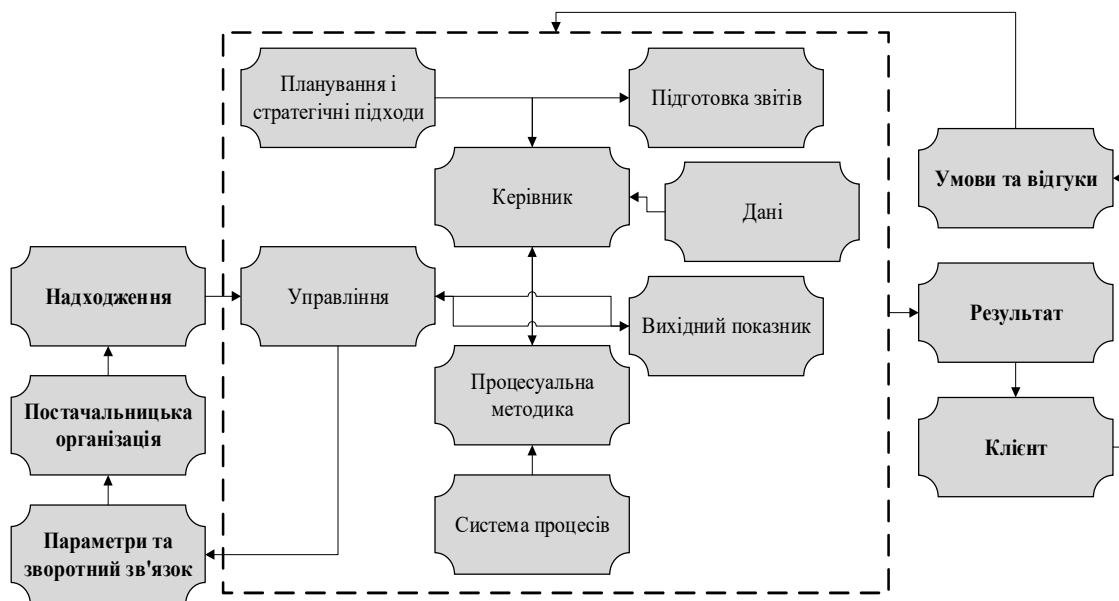 Планування і
стратегічні підходи
Підготовка звітів
Керівник
Дані
Умови та відгуки
Надходження
Управління
Вихідний показник
Результат
Постачальницька
організація
Процесуальна
методика
Клієнт
Параметри та
зворотний зв'язок
Система процесів